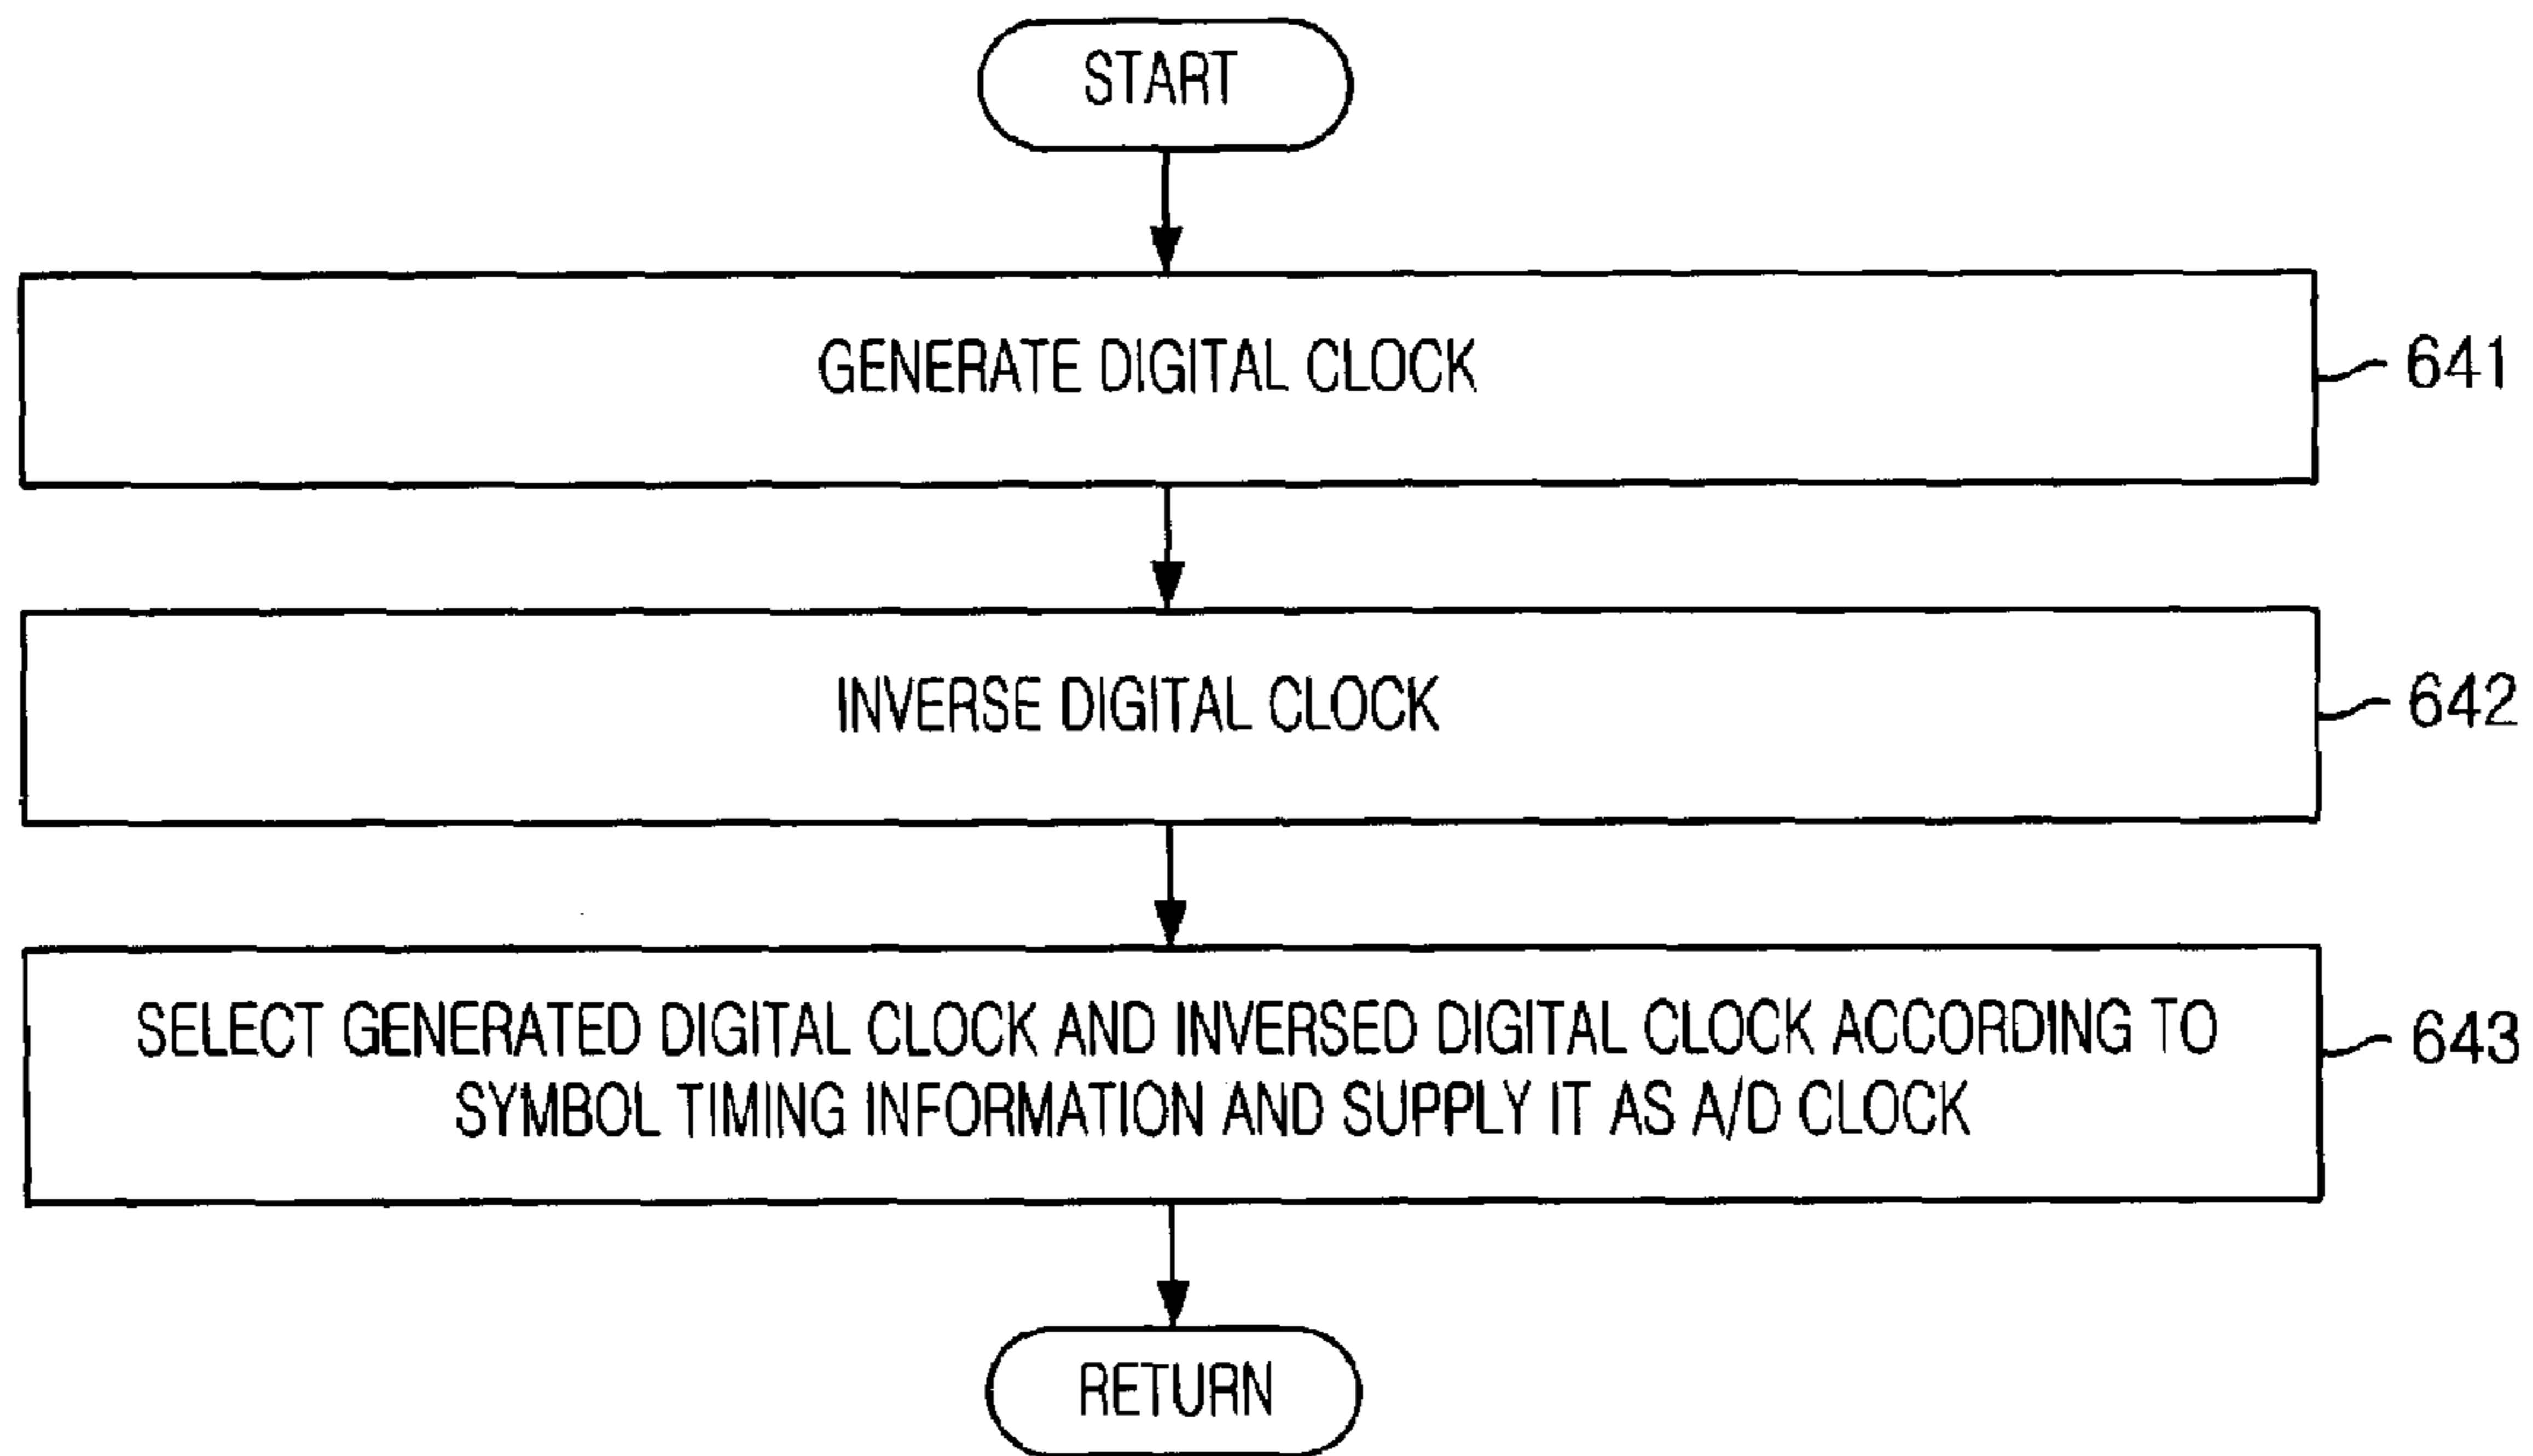 START
GENERATE DIGITAL CLOCK
641
INVERSE DIGITAL CLOCK
642
SELECT GENERATED DIGITAL CLOCK AND INVERSED DIGITAL CLOCK ACCORDING TO
SYMBOL TIMING INFORMATION AND SUPPLY IT AS A/D CLOCK
643
RETURN